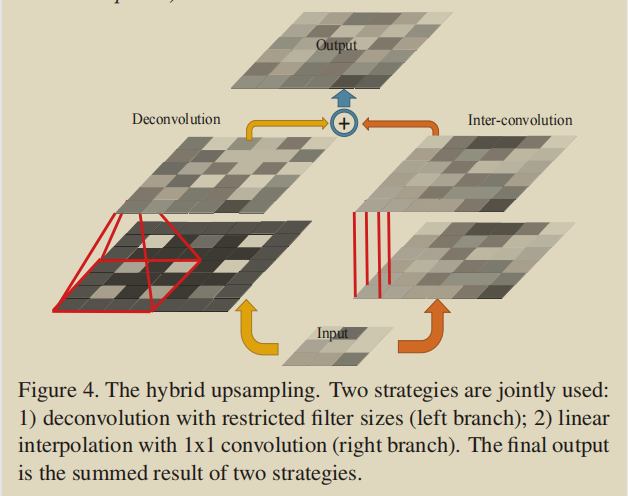 Output
Deconvolution
+
Inter-convolution
Input
Figure 4. The hybrid upsampling. Two strategies are jointly used:
1) deconvolution with restricted filter sizes (left branch); 2) linear
interpolation with 1x1 convolution (right branch). The final output
is the summed result of two strategies.